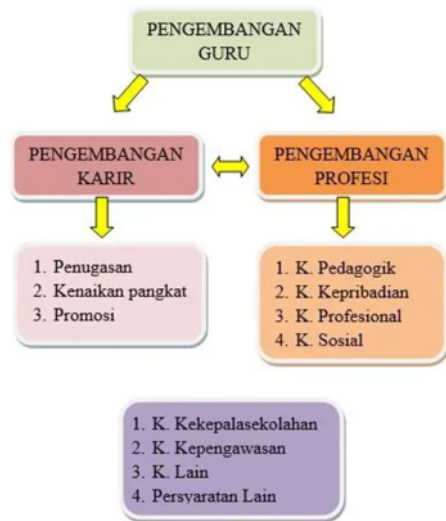 PENGEMBANGAN
GURU
PENGEMBANGAN
KARIR
PENGEMBANGAN
PROFESI
1. Penugasan
2. Kenaikan pangkat
3. Promosi
1. K. Pedagogik
2. K. Kepribadian
3. K. Profesional
4. K. Sosial
1. K. Kekepalasekolahan
2. K. Kepengawasan
3. K. Lain
4. Persyaratan Lain